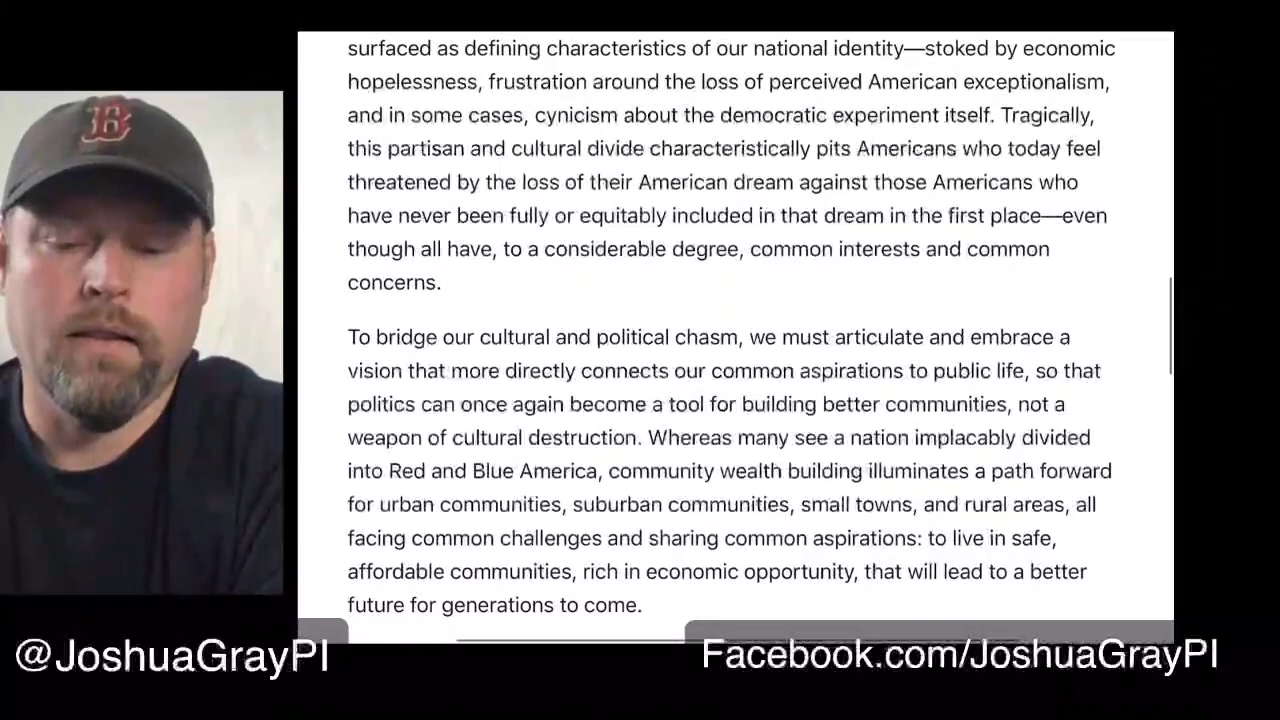 B
surfaced as defining characteristics of our national identity—stoked by economic
hopelessness, frustration around the loss of perceived American exceptionalism,
and in some cases, cynicism about the democratic experiment itself. Tragically,
this partisan and cultural divide characteristically pits Americans who today feel
threatened by the loss of their American dream against those Americans who
have never been fully or equitably included in that dream in the first place—even
though all have, to a considerable degree, common interests and common
concerns.
To bridge our cultural and political chasm, we must articulate and embrace a
vision that more directly connects our common aspirations to public life, so that
politics can once again become a tool for building better communities, not a
weapon of cultural destruction. Whereas many see a nation implacably divided
into Red and Blue America, community wealth building illuminates a path forward
for urban communities, suburban communities, small towns, and rural areas, all
facing common challenges and sharing common aspirations: to live in safe,
affordable communities, rich in economic opportunity, that will lead to a better
future for generations to come.
@JoshuaGrayPI
Facebook.com/JoshuaGrayPI